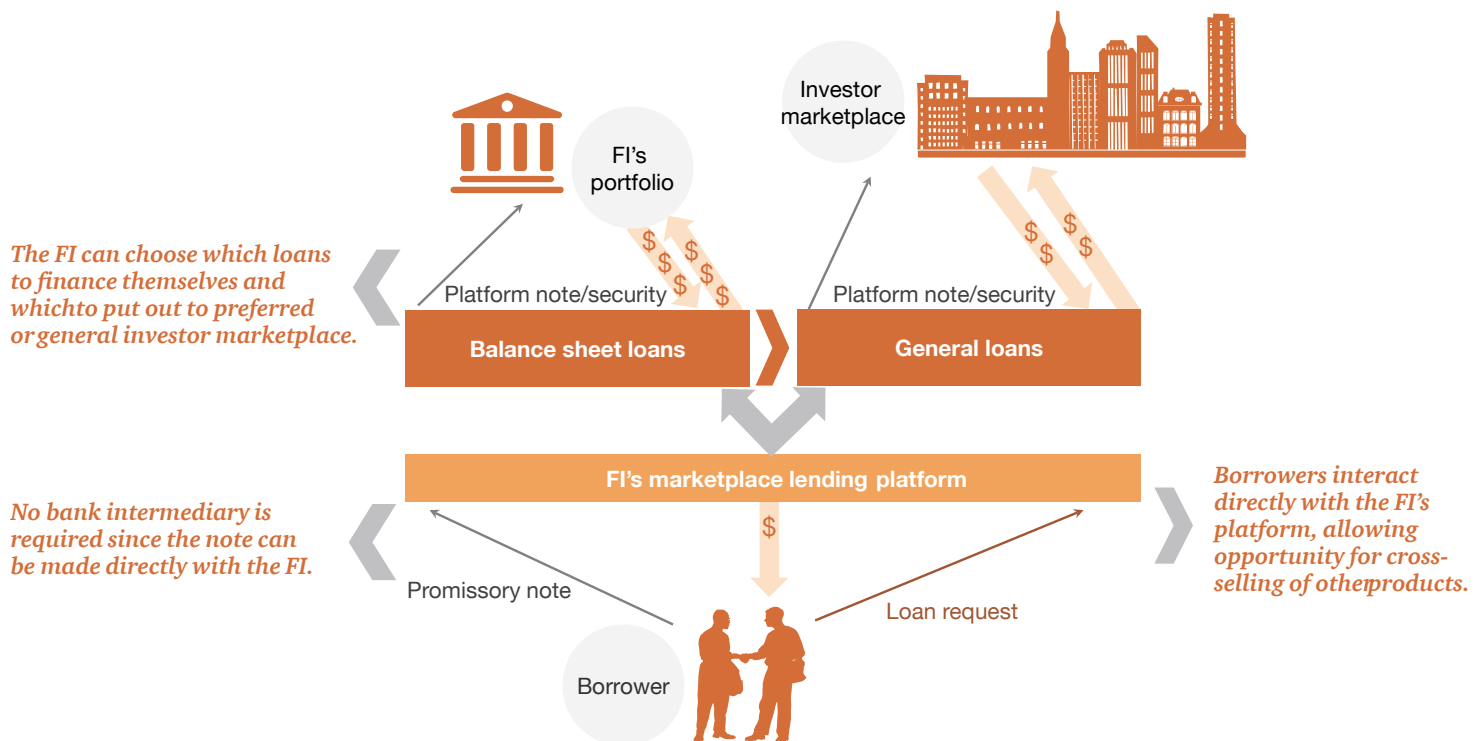 Investor
marketplace
FI's
portfolio
$
$
$
$
$
$
$
$
$
$
The FI can choose which loans
to finance themselves and
whichto put out to preferred
orgeneral investor marketplace.
Platform note/security
Platform note/security
Balance sheet loans
General loans
FI's marketplace lending platform
No bank intermediary is
required since the note can
be made directly with the FI.
$
Borrowers interact
directly with the FI's
platform, allowing
opportunity for cross-
selling of otherproducts.
Promissory note
Loan request
Borrower